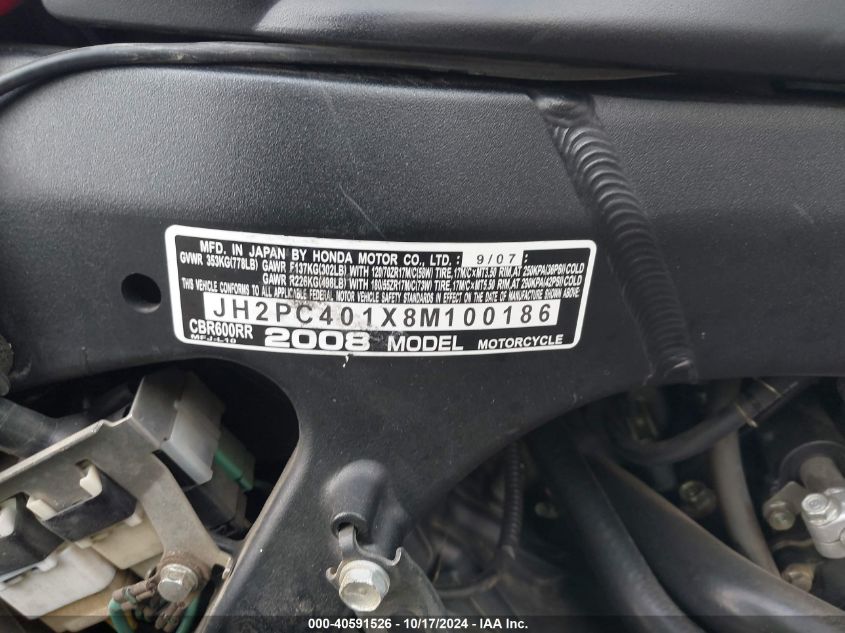 MFD. IN JAPAN BY HONDA MOTOR CO., LTD. : 9/07
GVWR 353KG(778LB) GAWR F137KG(302LB) WITH 120/70ZR17M/C(58W) TIRE, 17M/C×MT3.50 RIM, AT 250KPA(36PSI)COLD
GAWR R226KG(498LB) WITH 180/55ZR17M/C(73W) TIRE, 17M/C×MT5.50 RIM, AT 290KPA(42PSI)COLD
THIS VEHICLE CONFORMS TO ALL APPLICABLE FEDERAL MOTOR VEHICLE SAFETY STANDARDS IN EFFECT ON THE DATE OF MANUFACTURE SHOWN ABOVE.
JH2PC401X8M100186
CBR600RR 2008 MODEL MOTORCYCLE
MFJ-L10
000-40591526 - 10/17/2024 - IAA Inc.